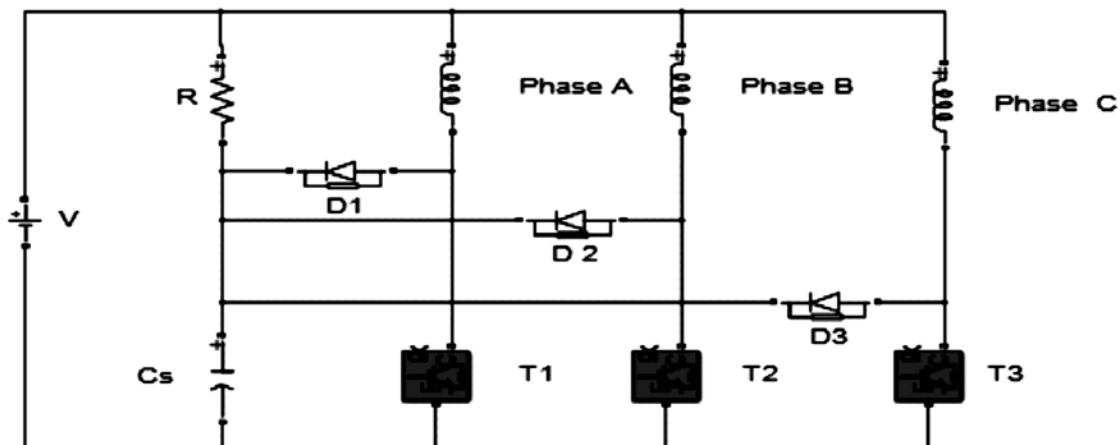 R
Phase A
Phase B
Phase C
D1
V
D 2
D3
Cs
T1
T2
T3